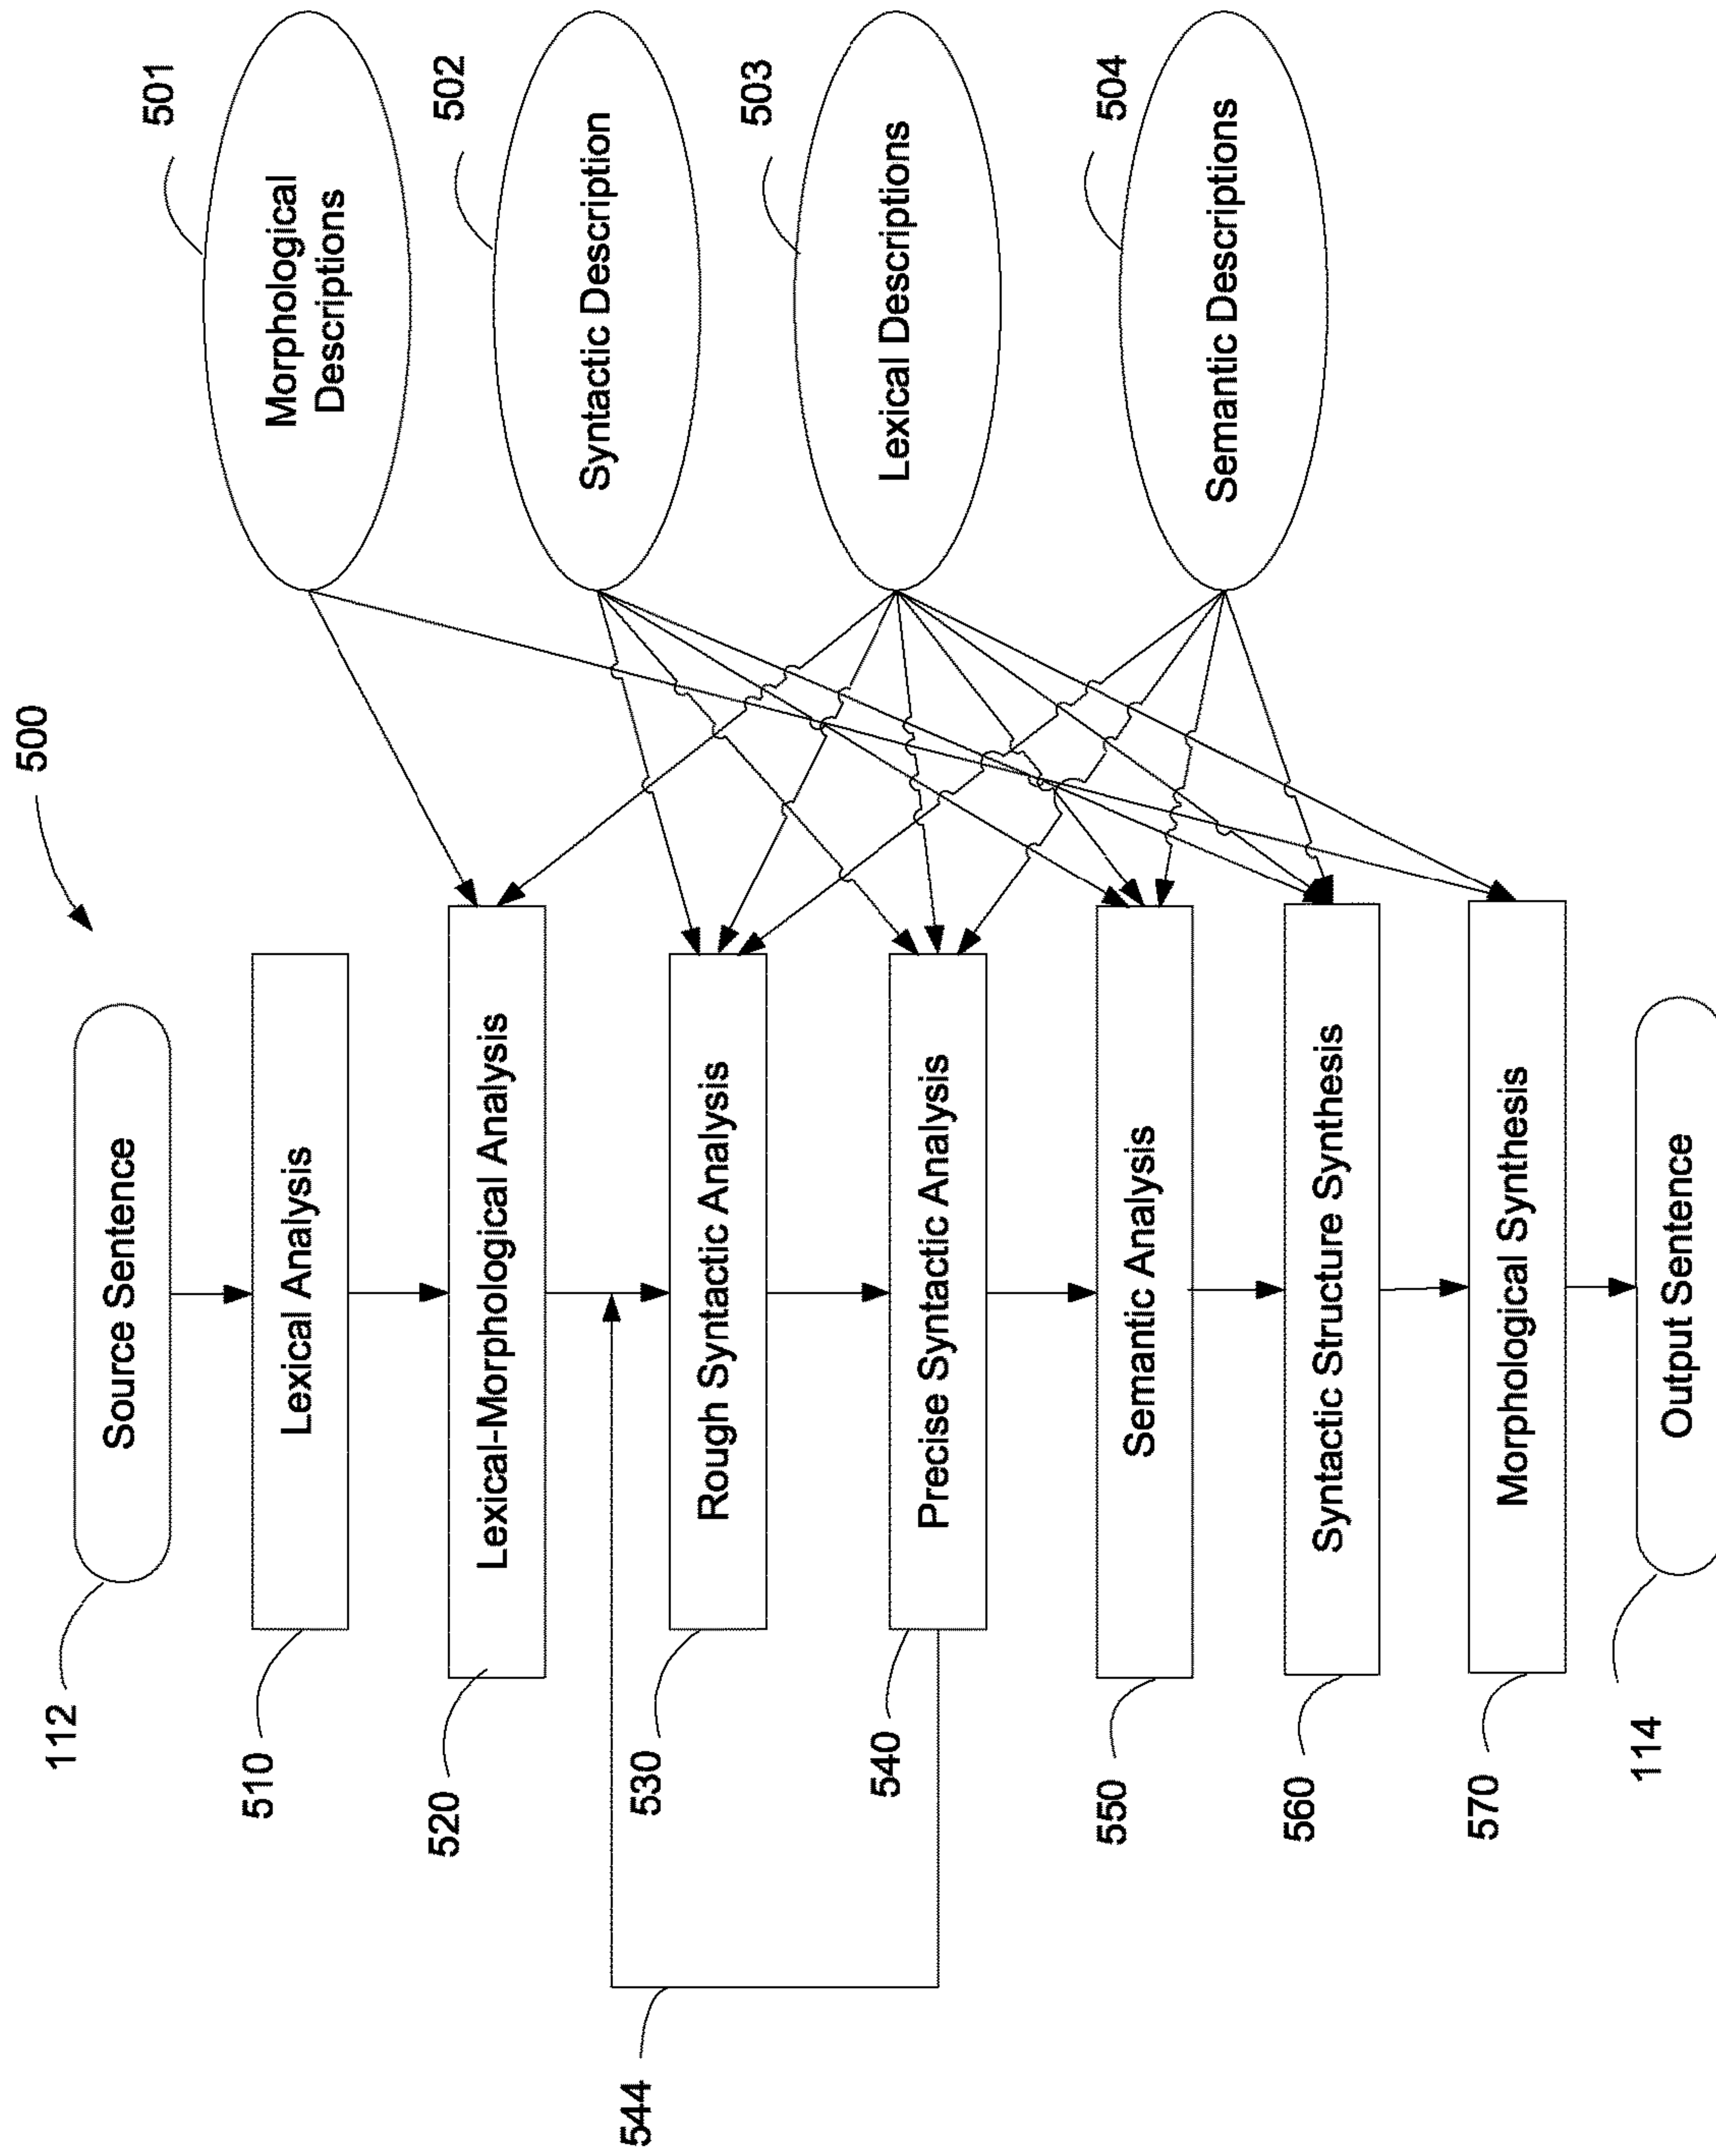 500
112
Source Sentence
510
Lexical Analysis
520
Lexical-Morphological Analysis
530
Rough Syntactic Analysis
540
Precise Syntactic Analysis
544
550
Semantic Analysis
560
Syntactic Structure Synthesis
570
Morphological Synthesis
114
Output Sentence
501
Morphological
Descriptions
502
Syntactic Description
503
Lexical Descriptions
504
Semantic Descriptions